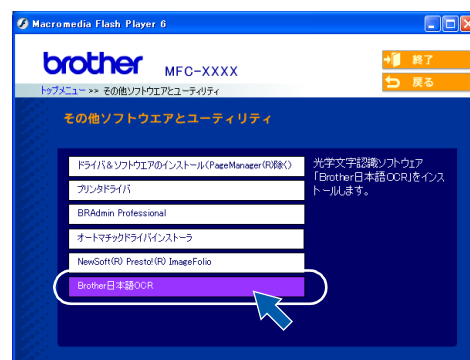 Macromedia Flash Player 6
brother MFC-XXXX
終了
戻る
トップメニュー >> その他ソフトウエアとユーティリティ
その他ソフトウエアとユーティリティ
ドライバ&ソフトウエアのインストール(PageManager(R)除く)
プリンタドライバ
BRAdmin Professional
オートマチックドライバインストーラ
NewSoft(R) Presto!(R) ImageFolio
Brother日本語OCR
光学文字認識ソフトウェア
「Brother日本語OCR」をインス
トールします。